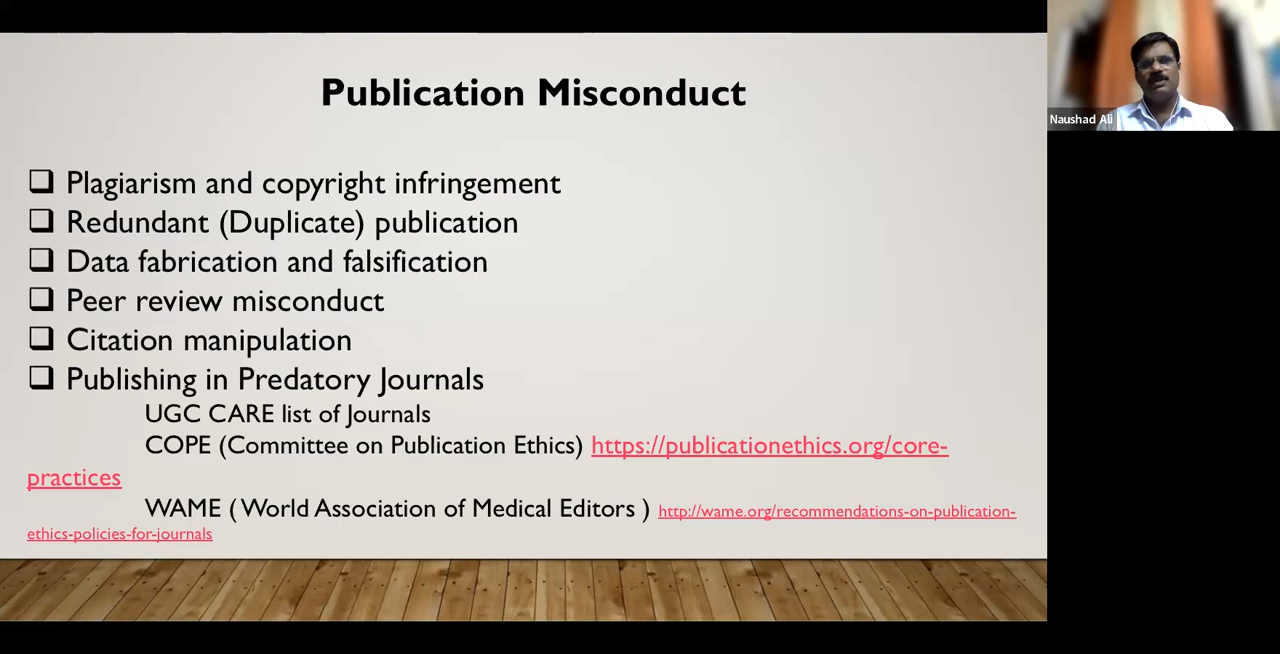 Publication Misconduct
❑ Plagiarism and copyright infringement
❑ Redundant (Duplicate) publication
❑ Data fabrication and falsification
❑ Peer review misconduct
❑ Citation manipulation
❑ Publishing in Predatory Journals
UGC CARE list of Journals
COPE (Committee on Publication Ethics) https://publicationethics.org/core-
practices
WAME ( World Association of Medical Editors ) http://wame.org/recommendations-on-publication-
ethics-policies-for-journals
Naushad Ali